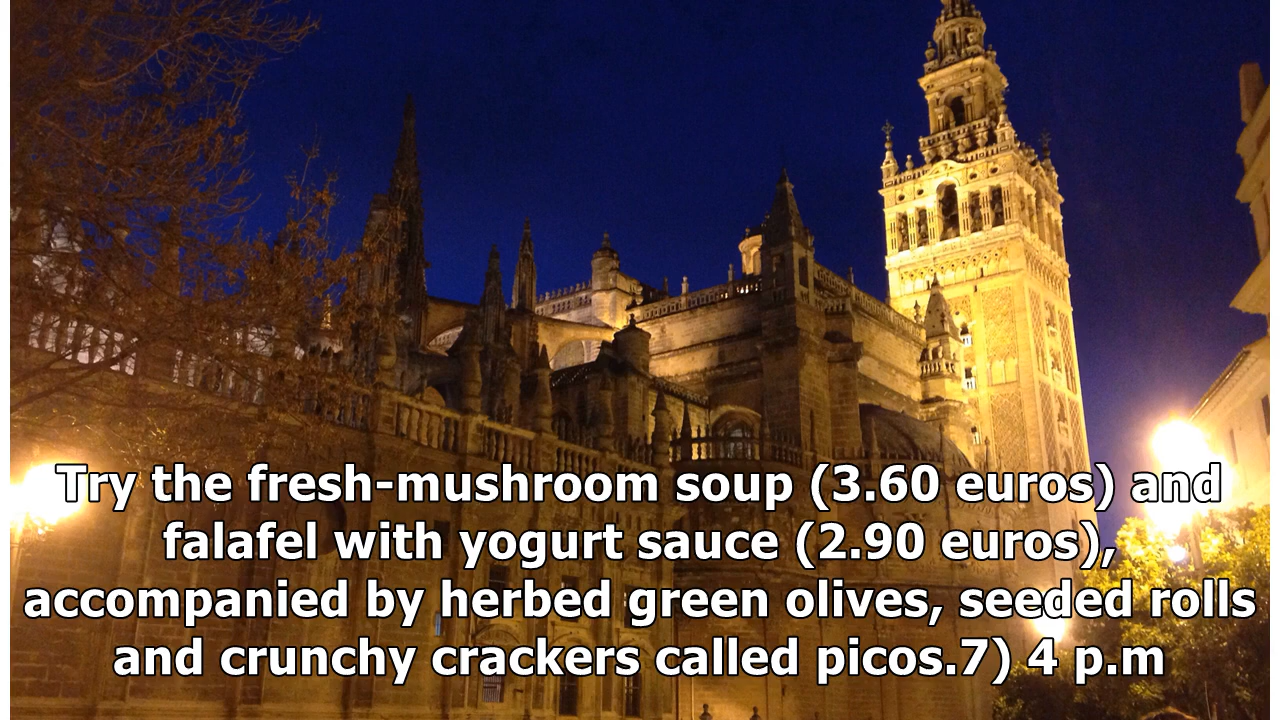 Try the fresh-mushroom soup (3.60 euros) and
falafel with yogurt sauce (2.90 euros),
accompanied by herbed green olives, seeded rolls
and crunchy crackers called picos.7) 4 p.m